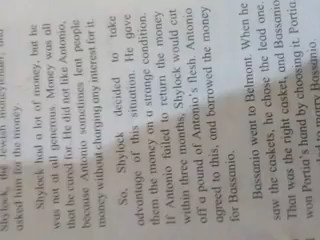 Shylock, the Jewish moneylender, and
asked him for the money.
Shylock had a lot of money, but he
was not at all generous. Money was all
that he cared for. He did not like Antonio,
because Antonio sometimes lent people
money without charging any interest for it.
So, Shylock decided to take
advantage of this situation. He gave
them the money on a strange condition.
If Antonio failed to return the money
within three months, Shylock would cut
off a pound of Antonio's flesh. Antonio
agreed to this, and borrowed the money
for Bassanio.
Bassanio went to Belmont. When he
saw the caskets, he chose the lead one.
That was the right casket, and Bassanio
won Portia's hand by choosing it. Portia
to marry Bassanio.